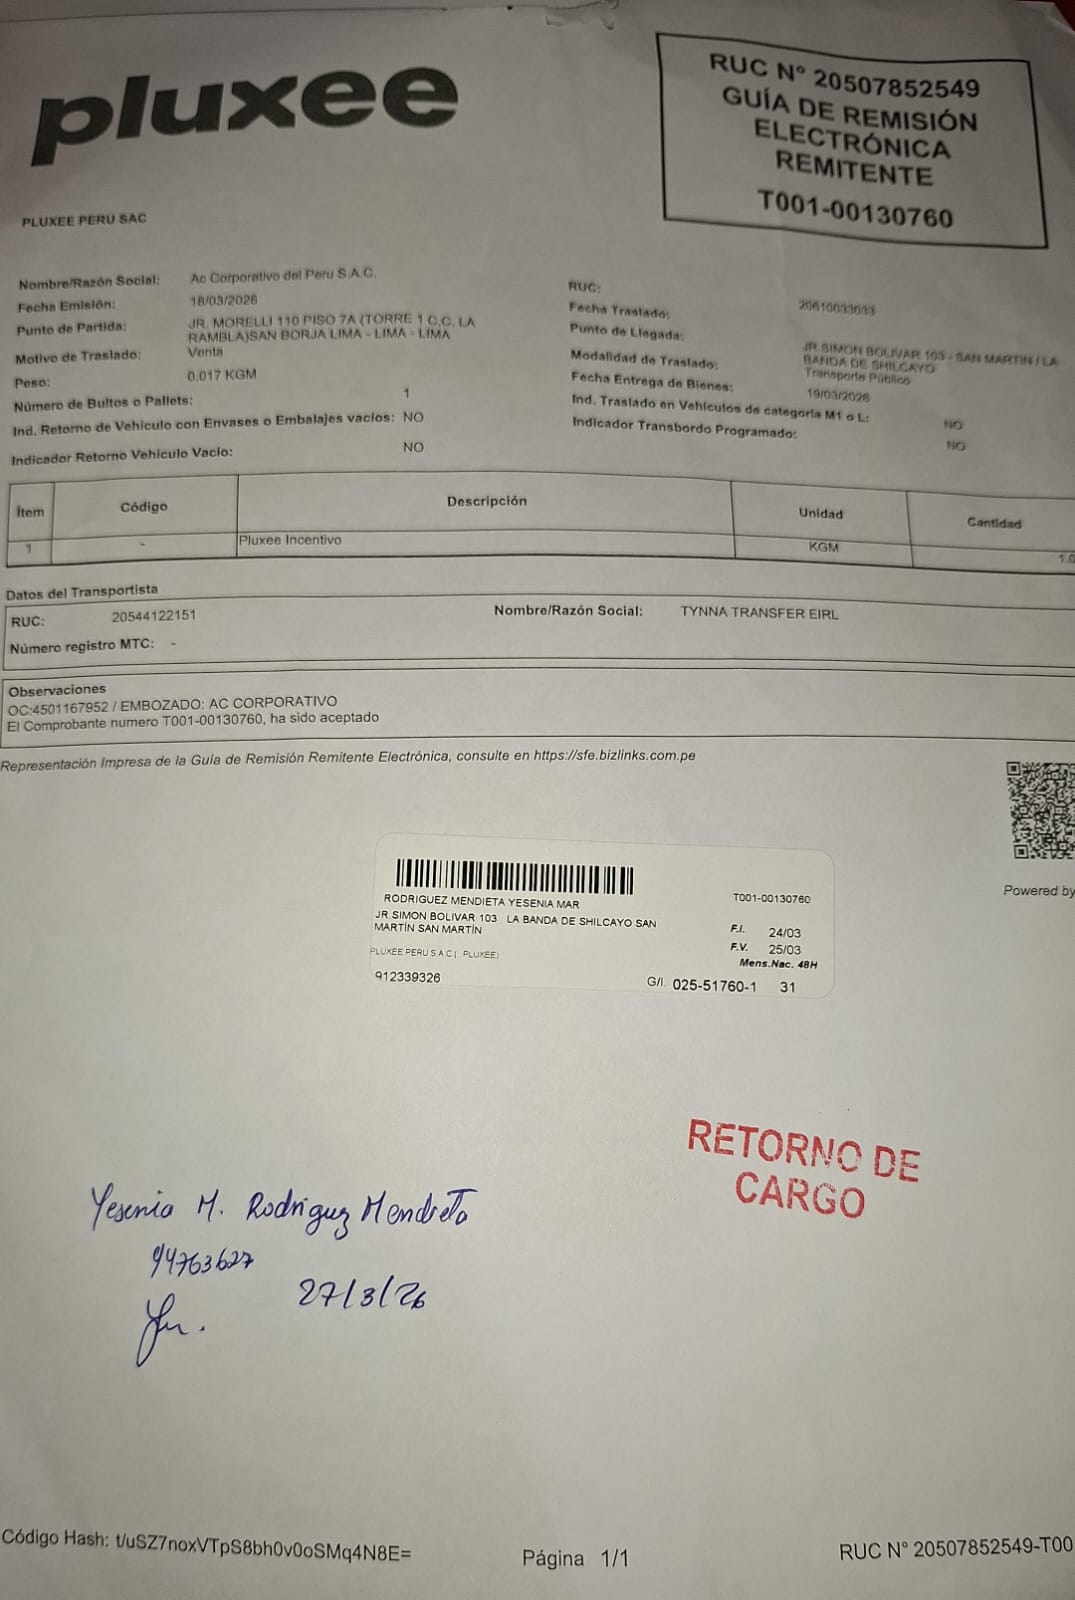 pluxee
RUC N° 20507852549
GUÍA DE REMISIÓN
ELECTRÓNICA
REMITENTE
T001-00130760
PLUXEE PERU SAC
Nombre/Razón Social: Ac Corporativo del Peru S.A.C.
Fecha Emisión: 18/03/2026
Punto de Partida: JR. MORELLI 110 PISO 7A (TORRE 1 C.C. LA
RAMBLA)SAN BORJA LIMA - LIMA - LIMA
Motivo de Traslado: Venta
Peso: 0,017 KGM
Número de Bultos o Pallets: 1
Ind. Retorno de Vehículo con Envases o Embalajes vacíos: NO
Indicador Retorno Vehículo Vacio: NO
RUC:
Fecha Traslado:
Punto de Llegada: JR.SIMON BOLIVAR 103 - SAN MARTIN / LA
BANDA DE SHILCAYO
Modalidad de Traslado: Transporte Público
Fecha Entrega de Bienes: 19/03/2026
Ind. Traslado en Vehículos de categoría M1 o L: NO
Indicador Transbordo Programado: NO
Ítem Código Descripción Unidad Cantidad
1 - Pluxee Incentivo KGM 1.0
Datos del Transportista
RUC: 20544122151 Nombre/Razón Social: TYNNA TRANSFER EIRL
Número registro MTC: -
Observaciones
OC:4501167952 / EMBOZADO: AC CORPORATIVO
El Comprobante numero T001-00130760, ha sido aceptado
Representación Impresa de la Guía de Remisión Remitente Electrónica, consulte en https://sfe.bizlinks.com.pe
Powered by
RODRIGUEZ MENDIETA YESENIA MAR T001-00130760
JR.SIMON BOLIVAR 103 LA BANDA DE SHILCAYO SAN
MARTÍN SAN MARTÍN
F.I. 24/03
F.V. 25/03
PLUXEE PERU S A C ( PLUXEE)
Mens.Nac. 48H
912339326 G/I. 025-51760-1 31
RETORNO DE
CARGO
Yesenia M. Rodriguez Mendieta
94763627
27/3/26
Código Hash: t/uSZ7noxVTpS8bh0v0oSMq4N8E=
Página 1/1
RUC N° 20507852549-T00